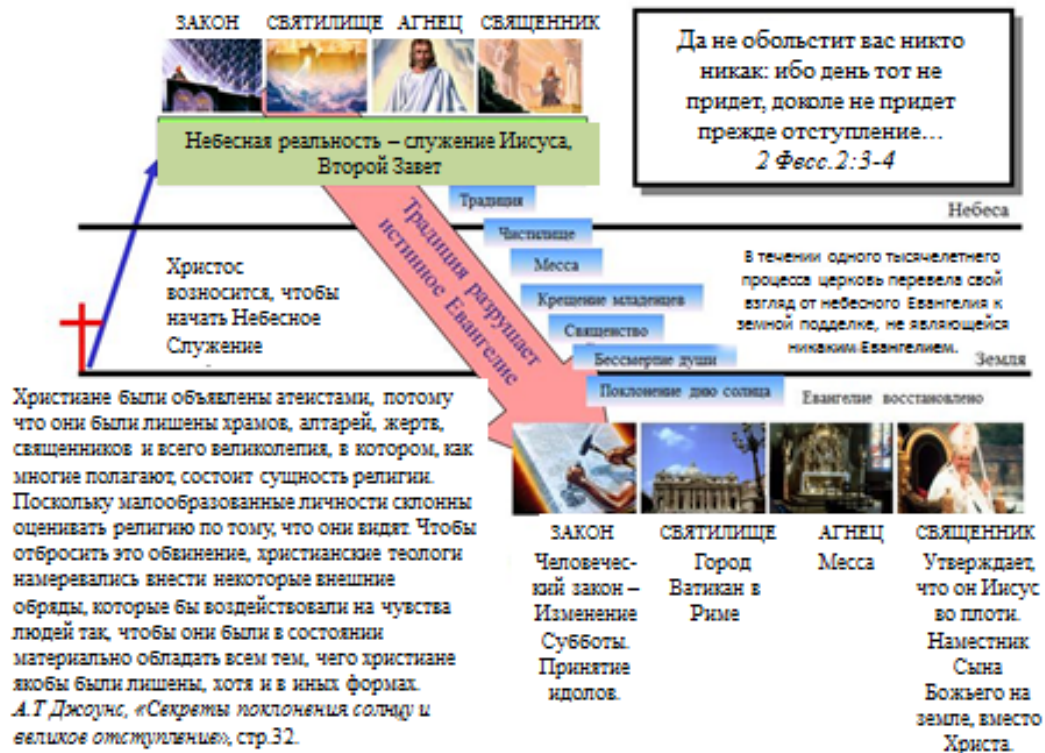 ЗАКОН СВЯТИЛИЩЕ АГНЕЦ СВЯЩЕННИК
Небесная реальность – служение Иисуса,
Второй Завет
Да не обольстит вас никто
никак: ибо день тот не
придет, доколе не придет
прежде отступление…
2 Фесс.2:3-4
Традиция
Небеса
Чистилище
Месса
Крещение младенцев
Священство
Бессмертие души
Поклонение дню солнца
Традиция разрушает
истинное Евангелие
Христос
возносится, чтобы
начать Небесное
Служение
В течении одного тысячелетнего
процесса церковь перевела свой
взгляд от небесного Евангелия к
земной подделке, не являющейся
никаким Евангелием.
Земля
Евангелие восстановлено
Христиане были объявлены атеистами, потому
что они были лишены храмов, алтарей, жертв,
священников и всего великолепия, в котором, как
многие полагают, состоит сущность религии.
Поскольку малообразованные личности склонны
оценивать религию по тому, что они видят. Чтобы
отбросить это обвинение, христианские теологи
намеревались внести некоторые внешние
обряды, которые бы воздействовали на чувства
людей так, чтобы они были в состоянии
материально обладать всем тем, чего христиане
якобы были лишены, хотя и в иных формах.
А.Т Джоунс, «Секреты поклонения солнцу и
великое отступление», стр.32.
ЗАКОН
Человечес-
кий закон –
Изменение
Субботы.
Принятие
идолов.
СВЯТИЛИЩЕ
Город
Ватикан в
Риме
АГНЕЦ
Месса
СВЯЩЕННИК
Утверждает,
что он Иисус
во плоти.
Наместник
Сына
Божьего на
земле, вместо
Христа.